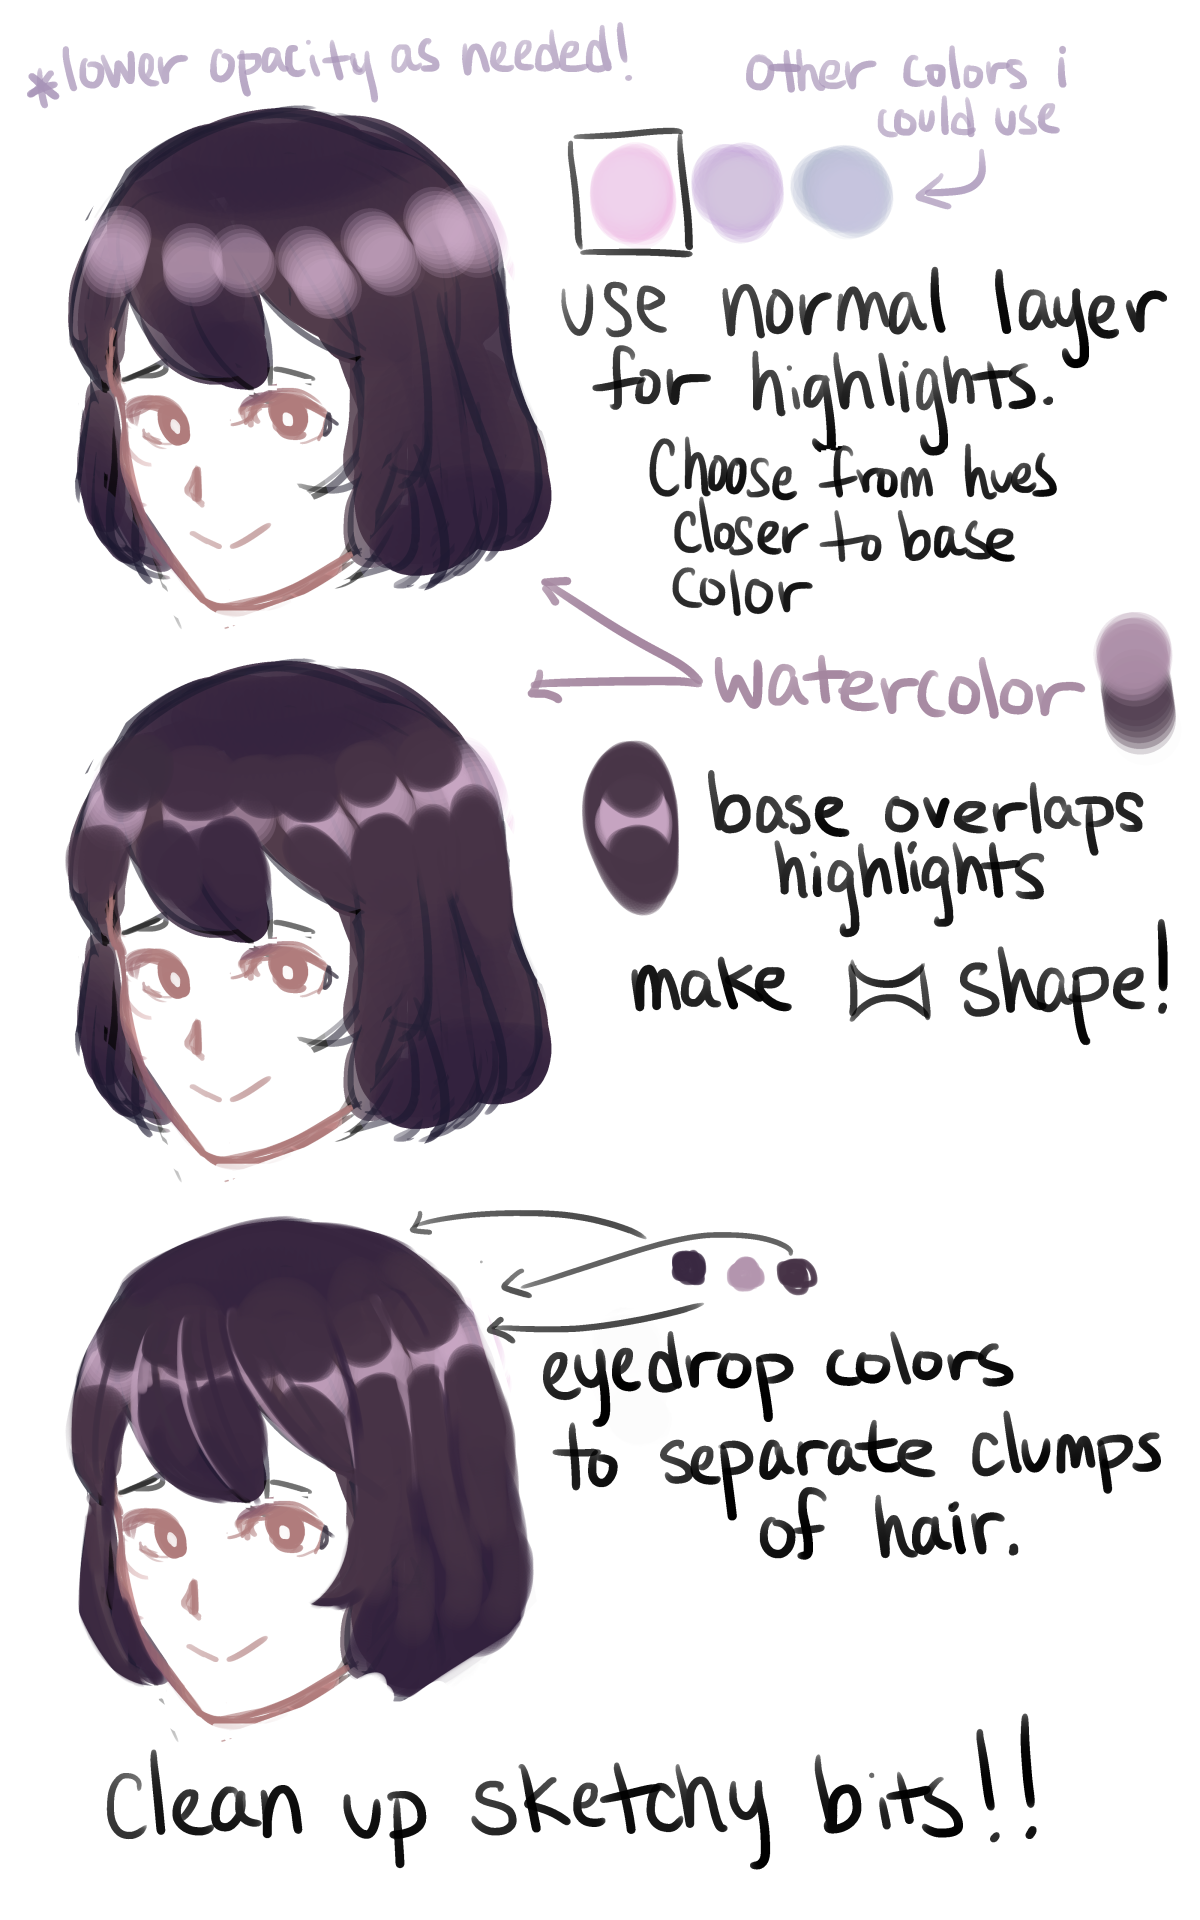 *lower opacity as needed!
other colors i
could use
use normal layer
for highlights.
Choose from hues
closer to base
color
Watercolor
base overlaps
highlights
make shape!
eyedrop colors
to separate clumps
of hair.
Clean up sketchy bits!!